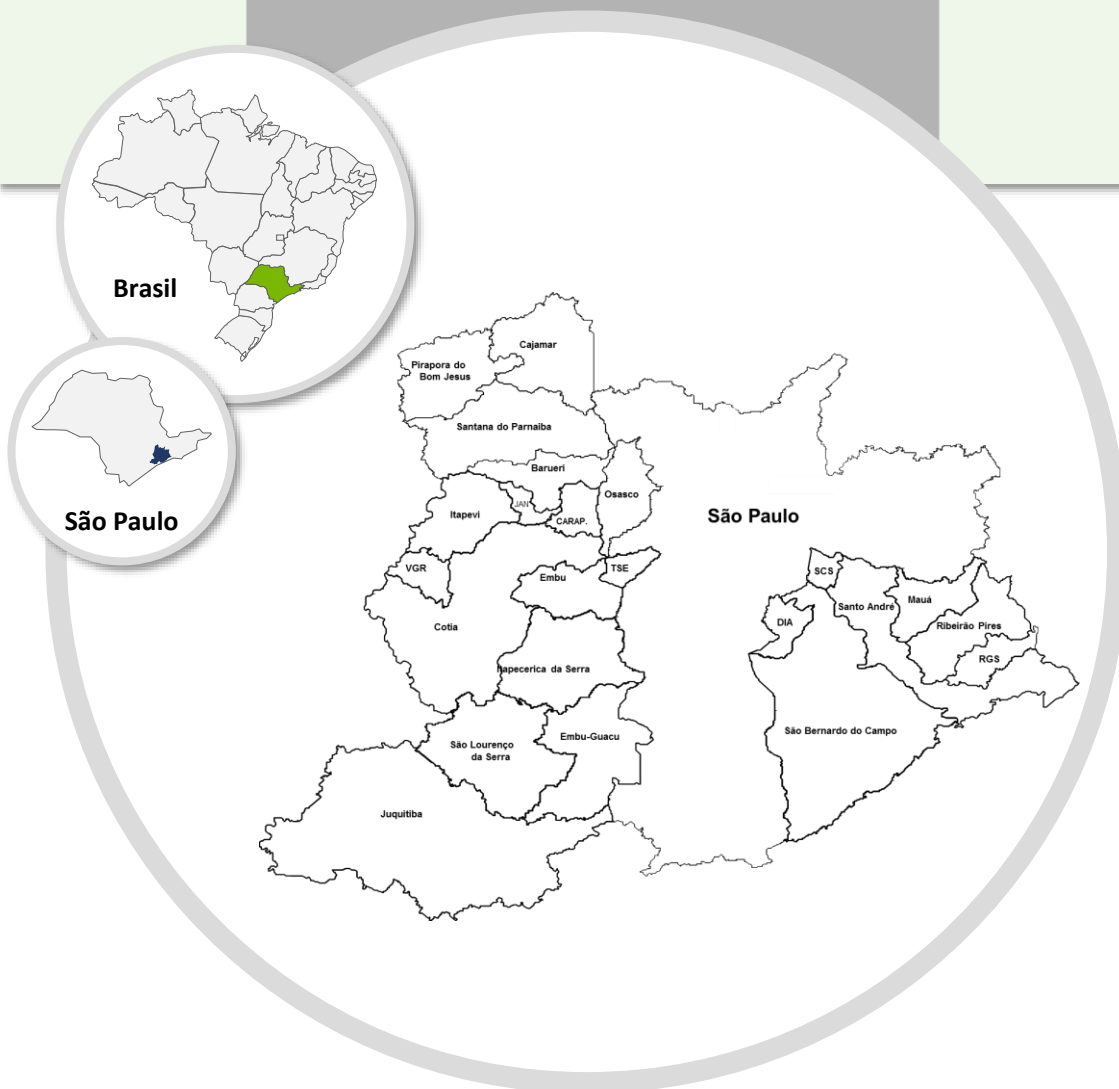 Brasil
São Paulo
Cajamar
Pirapora do
Bom Jesus
Santana do Parnaiba
Barueri
Osasco
JAN
Itapevi
CARAP.
São Paulo
VGR
TSE
Embu
SCS
Santo André
Mauá
DIA
Ribeirão Pires
Cotia
RGS
Itapecerica da Serra
São Bernardo do Campo
Embu-Guacu
São Lourenço
da Serra
Juquitiba